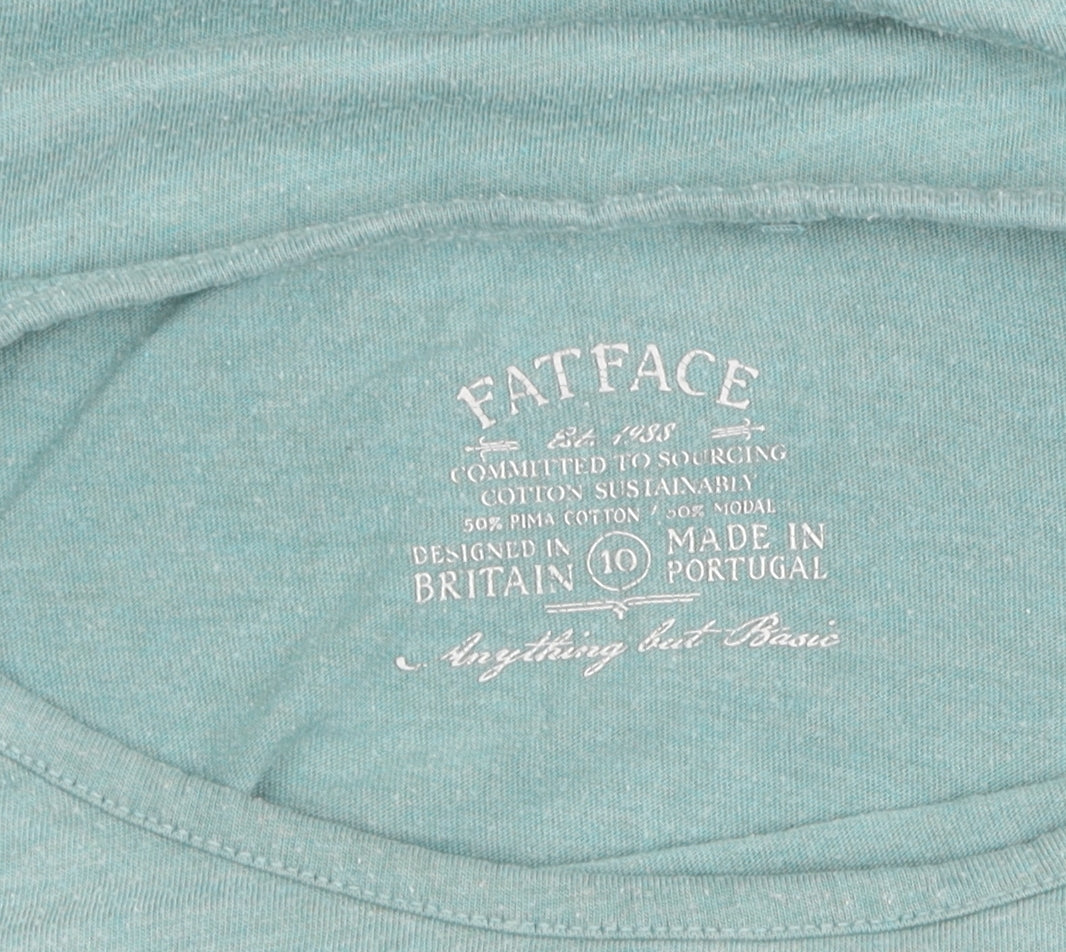 FATFACE
Est. 1988
COMMITTED TO SOURCING
COTTON SUSTAINABLY
50% PIMA COTTON / 50% MODAL
DESIGNED IN
BRITAIN
10
MADE IN
PORTUGAL
Anything but Basic